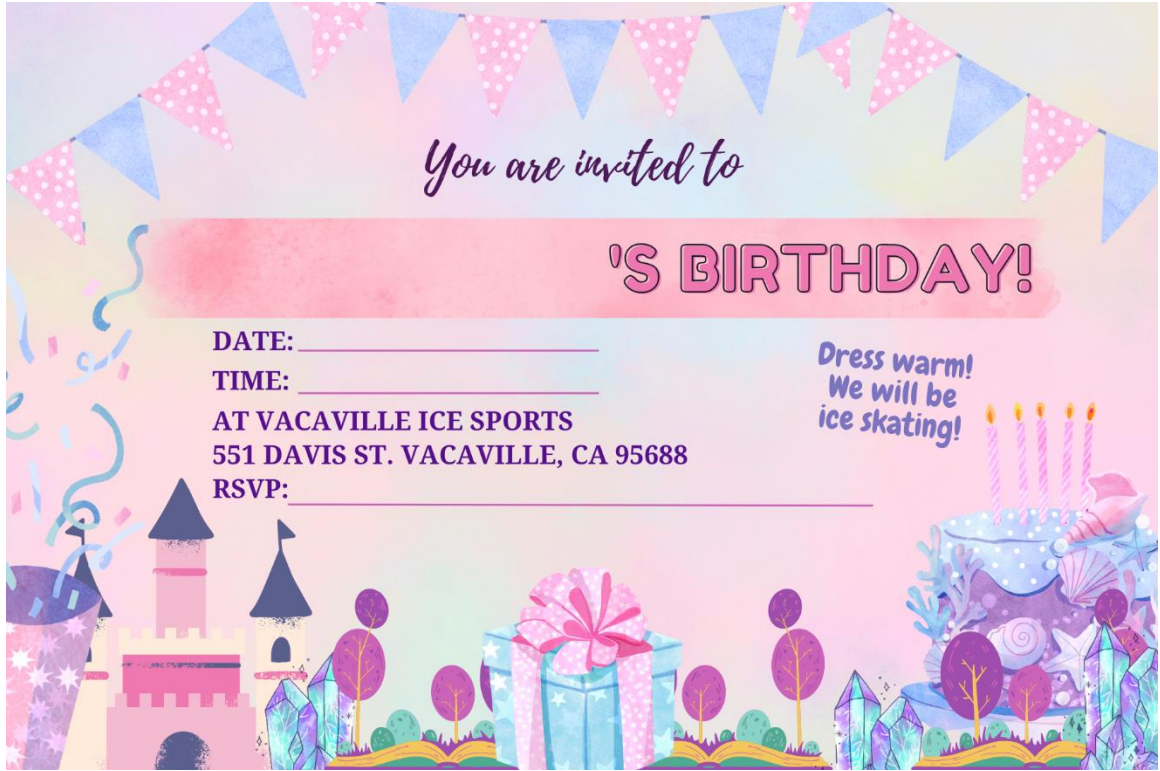 You are invited to
'S BIRTHDAY!
DATE:
TIME:
AT VACAVILLE ICE SPORTS
551 DAVIS ST. VACAVILLE, CA 95688
RSVP:
Dress warm!
We will be
ice skating!